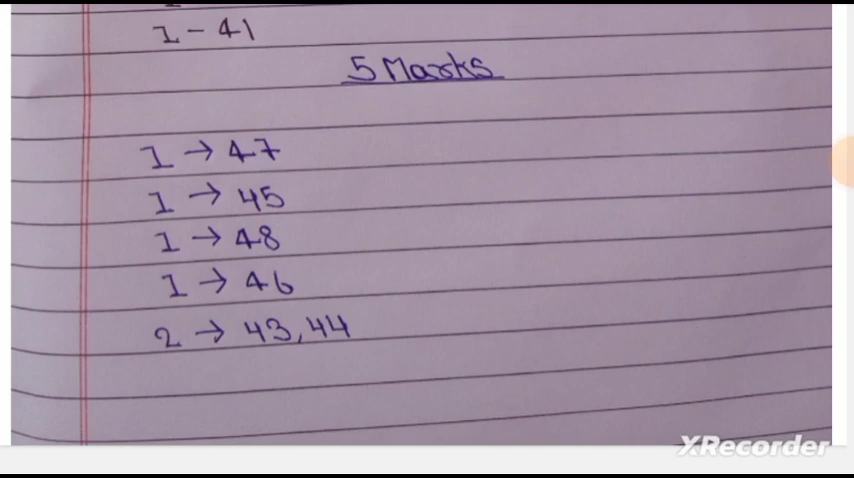 1 - 41
5 Marks
1 → 47
1 → 45
1 → 48
1 → 46
2 → 43, 44
XRecorder